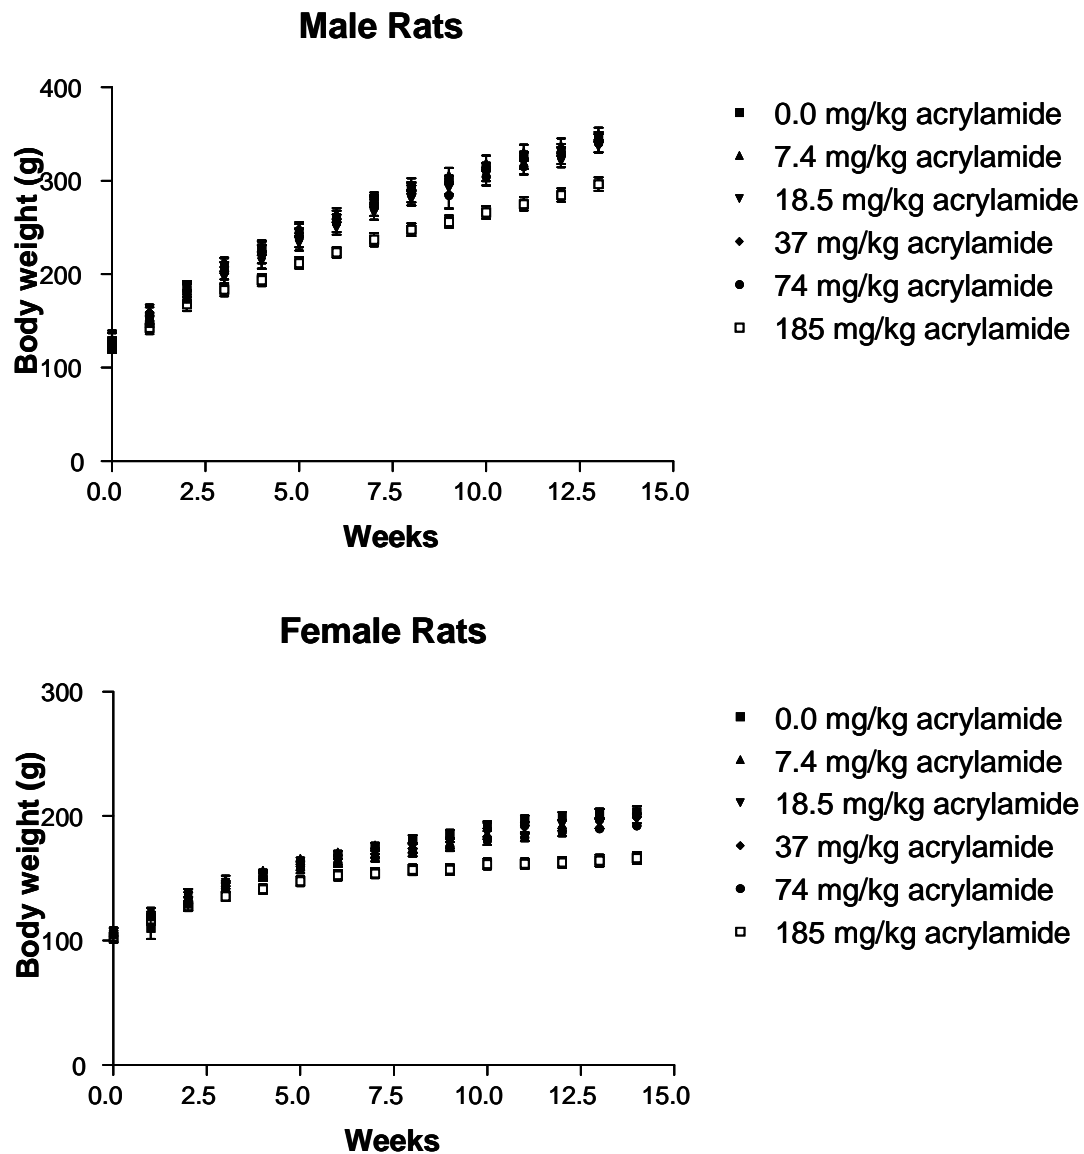 Male Rats
400
300
200
100
0
Body weight (g)
0.0 2.5 5.0 7.5 10.0 12.5 15.0
Weeks
0.0 mg/kg acrylamide
7.4 mg/kg acrylamide
18.5 mg/kg acrylamide
37 mg/kg acrylamide
74 mg/kg acrylamide
185 mg/kg acrylamide
Female Rats
300
200
100
0
Body weight (g)
0.0 2.5 5.0 7.5 10.0 12.5 15.0
Weeks
0.0 mg/kg acrylamide
7.4 mg/kg acrylamide
18.5 mg/kg acrylamide
37 mg/kg acrylamide
74 mg/kg acrylamide
185 mg/kg acrylamide